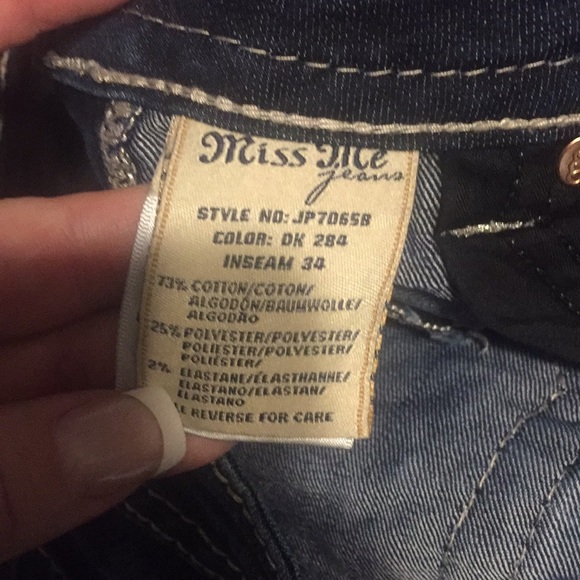 Miss Me
jeans
STYLE NO: JP7065B
COLOR: DK 284
INSEAM 34
73% COTTON/COTON/
ALGODÓN/BAUMWOLLE/
ALGODÃO
25% POLYESTER/POLYESTER/
POLIESTER/POLYESTER/
POLIÉSTER/
2% ELASTANE/ÉLASTHANNE/
ELASTANO/ELASTAN/
ELASTANO
REVERSE FOR CARE